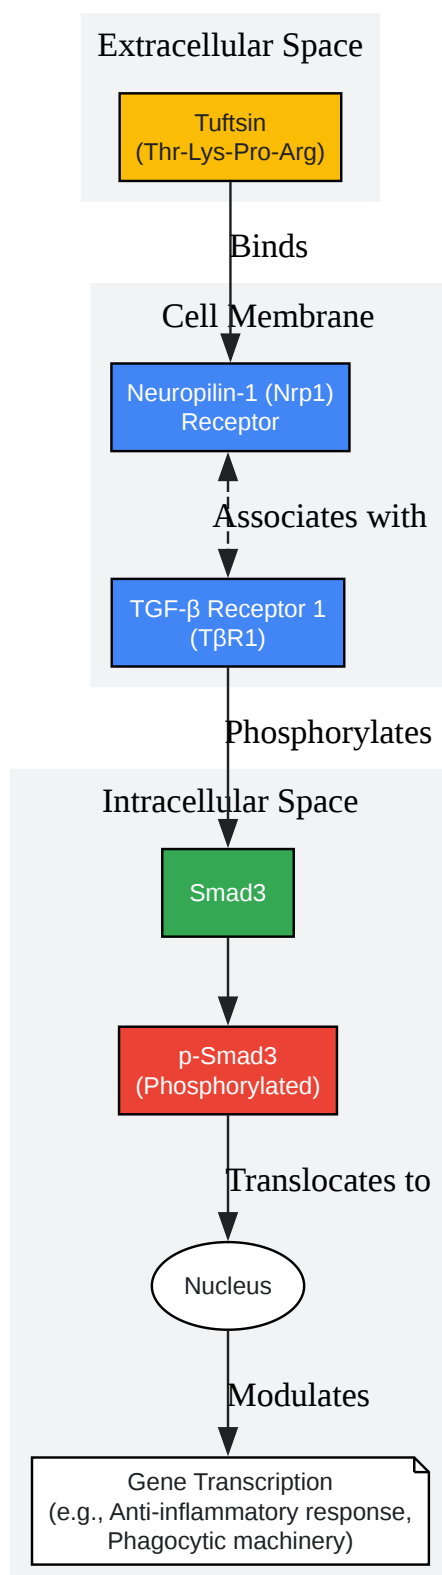 Extracellular Space
Tuftsin
(Thr-Lys-Pro-Arg)
Binds
Cell Membrane
Neuropilin-1 (Nrp1)
Receptor
Associates with
TGF-β Receptor 1
(TβR1)
Phosphorylates
Intracellular Space
Smad3
p-Smad3
(Phosphorylated)
Translocates to
Nucleus
Modulates
Gene Transcription
(e.g., Anti-inflammatory response,
Phagocytic machinery)